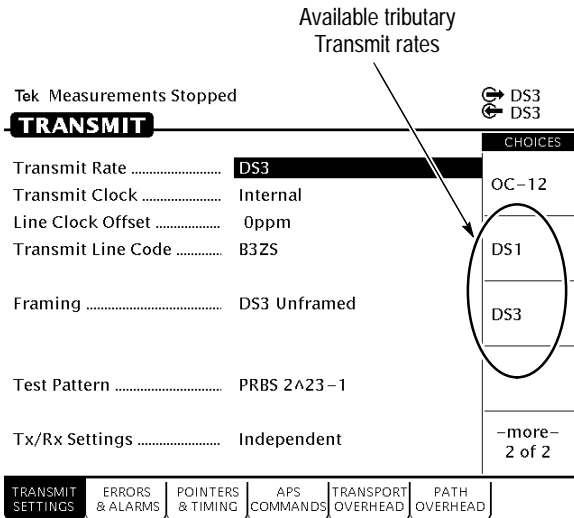 Available tributary
Transmit rates
Tek Measurements Stopped
DS3
DS3
TRANSMIT
CHOICES
Transmit Rate ...................... DS3
Transmit Clock .................... Internal
Line Clock Offset ................ 0ppm
Transmit Line Code ........... B3ZS
Framing ................................. DS3 Unframed
Test Pattern .......................... PRBS 2^23-1
Tx/Rx Settings .................... Independent
OC-12
DS1
DS3
-more-
2 of 2
TRANSMIT
SETTINGS
ERRORS
& ALARMS
POINTERS
& TIMING
APS
COMMANDS
TRANSPORT
OVERHEAD
PATH
OVERHEAD